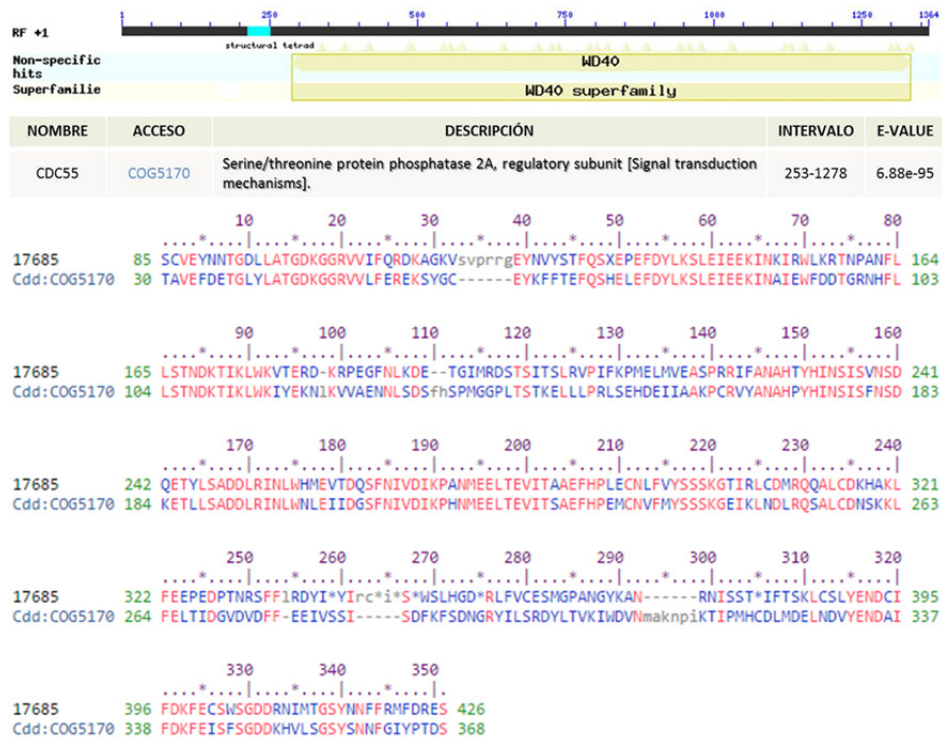 1 250 500 750 1000 1250 1364
RF +1
structural tetrad
Non-specific hits WD40
Superfamilie WD40 superfamily
NOMBRE ACCESO DESCRIPCIÓN INTERVALO E-VALUE
CDC55 COG5170 Serine/threonine protein phosphatase 2A, regulatory subunit [Signal transduction mechanisms]. 253-1278 6.88e-95
10 20 30 40 50 60 70 80
....*....|....*....|....*....|....*....|....*....|....*....|....*....|....*....|
17685 85 SCVEYNNTGDLLATGDKGGRVVIFQRDKAGKVsvprrgEYNVYSTFQSXEPEFDYLKSLEIEEKINKIRWLKRTNPANFL 164
Cdd:COG5170 30 TAVEFDETGLYLATGDKGGRVVLFEREKSYGC------EYKFFTEFQSHELEFDYLKSLEIEEKINAIEWFDDTGRNHFL 103
90 100 110 120 130 140 150 160
....*....|....*....|....*....|....*....|....*....|....*....|....*....|....*....|
17685 165 LSTNDKTIKLWKVTERD-KRPEGFNLKDE--TGIMRDSTSITSLRVPIFKPMELMVEASPRRIFANAHTYHINSISVNSD 241
Cdd:COG5170 104 LSTNDKTIKLWKIYEKNlKVVAENNLSDSfhSPMGGPLTSTKELLLPRLSEHDEIIAAKPCRVYANAHPYHINSISFNSD 183
170 180 190 200 210 220 230 240
....*....|....*....|....*....|....*....|....*....|....*....|....*....|....*....|
17685 242 QETYLSADDLRINLWHMEVTDQSFNIVDIKPANMEELTEVITAAEFHPLECNLFVYSSSKGTIRLCDMRQQALCDKHAKL 321
Cdd:COG5170 184 KETLLSADDLRINLWNLEIIDGSFNIVDIKPHNMEELTEVITSAEFHPEMCNVFMYSSSKGEIKLNDLRQSALCDNSKKL 263
250 260 270 280 290 300 310 320
....*....|....*....|....*....|....*....|....*....|....*....|....*....|....*....|
17685 322 FEEPEDPTNRSFFlRDYI*YIrc*i*S*WSLHGD*RLFVCESMGPANGYKAN------RNISST*IFTSKLCSLYENDCI 395
Cdd:COG5170 264 FELTIDGVDVDFF-EEIVSSI-----SDFKFSDNGRYILSRDYLTVKIWDVNmaknpiKTIPMHCDLMDELNDVYENDAI 337
330 340 350
....*....|....*....|....*....|.
17685 396 FDKFECSWSGDDRNIMTGSYNNFFRMFDRES 426
Cdd:COG5170 338 FDKFEISFSGDDKHVLSGSYSNNFGIYPTDS 368